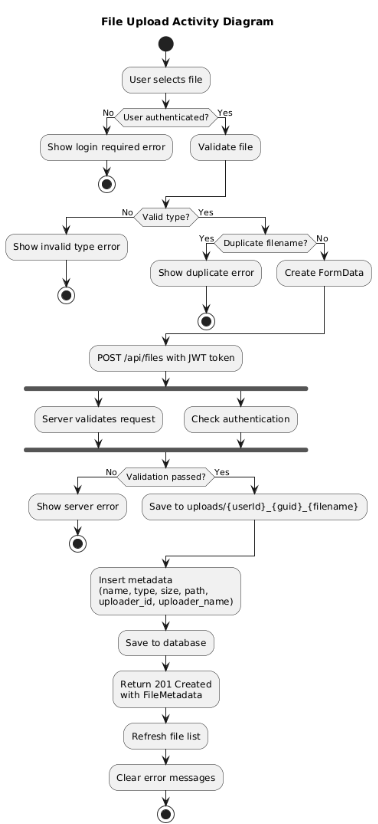 File Upload Activity Diagram
User selects file
No
User authenticated?
Yes
Show login required error
Validate file
No
Valid type?
Yes
Show invalid type error
Yes
Duplicate filename?
No
Show duplicate error
Create FormData
POST /api/files with JWT token
Server validates request
Check authentication
No
Validation passed?
Yes
Show server error
Save to uploads/{userId}_{guid}_{filename}
Insert metadata
(name, type, size, path,
uploader_id, uploader_name)
Save to database
Return 201 Created
with FileMetadata
Refresh file list
Clear error messages